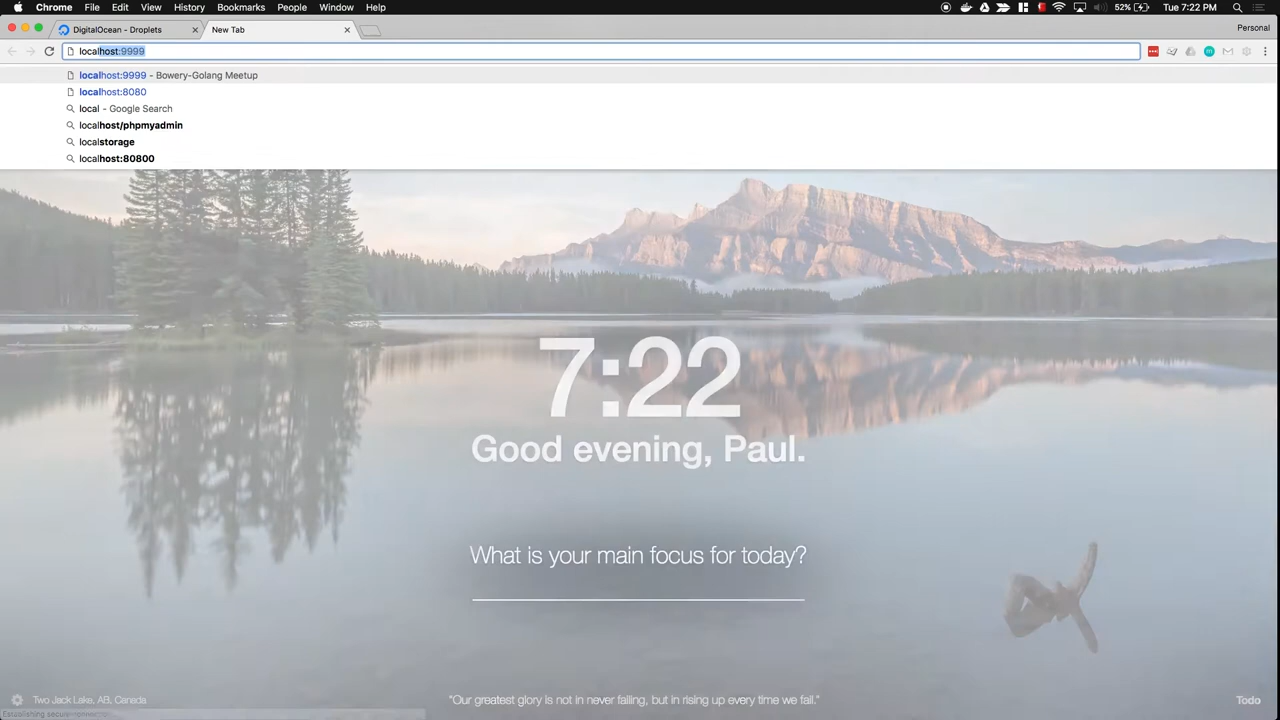 Chrome File Edit View History Bookmarks People Window Help 52% Tue 7:22 PM
DigitalOcean - Droplets New Tab Personal
localhost:9999
localhost:9999 - Bowery-Golang Meetup
localhost:8080
local - Google Search
localhost/phpmyadmin
localstorage
localhost:80800
7:22
Good evening, Paul.
What is your main focus for today?
Two Jack Lake, AB, Canada "Our greatest glory is not in never failing, but in rising up every time we fail." Todo
Establishing secure